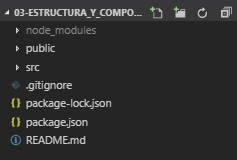 03-ESTRUCTURA_Y_COMPO...
node_modules
public
src
.gitignore
package-lock.json
package.json
README.md